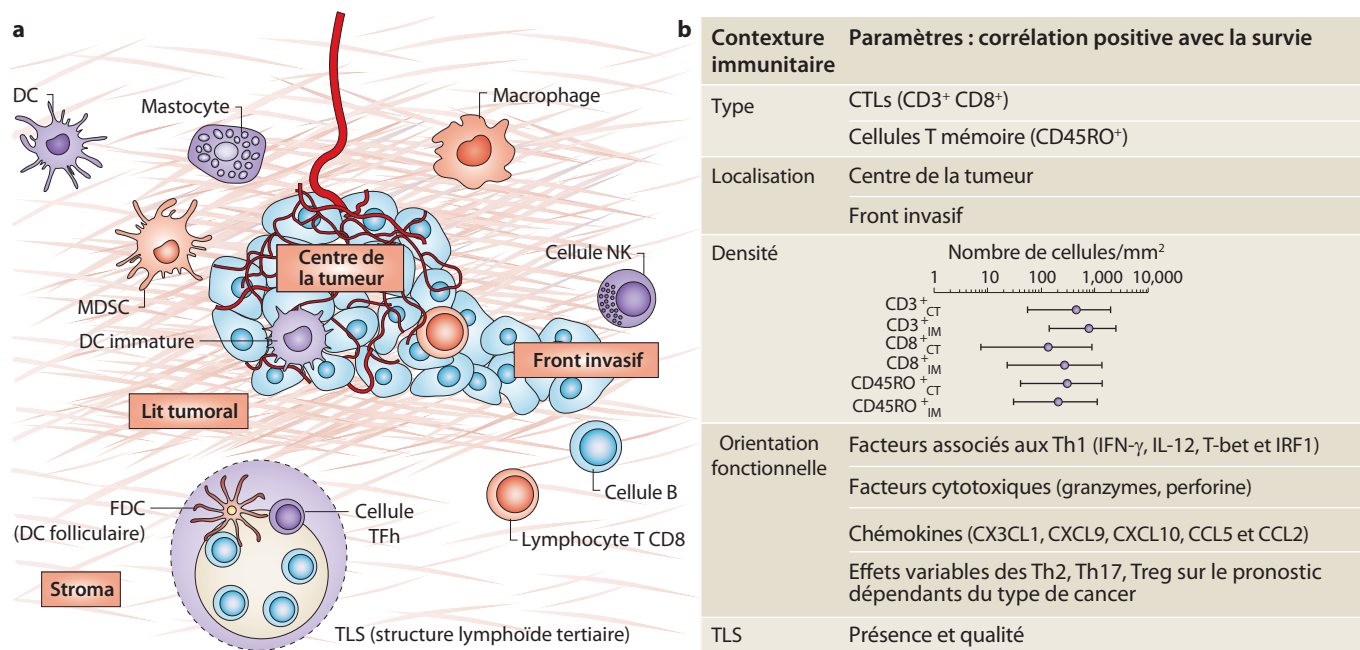 a
DC
Mastocyte
Macrophage
MDSC
DC immature
Centre de
la tumeur
Cellule NK
Front invasif
Lit tumoral
Cellule B
Lymphocyte T CD8
FDC
(DC folliculaire)
Cellule
TFh
Stroma
TLS (structure lymphoïde tertiaire)
b
Contexture
immunitaire
Paramètres : corrélation positive avec la survie
Type
CTLs (CD3⁺ CD8⁺)
Cellules T mémoire (CD45RO⁺)
Localisation
Centre de la tumeur
Front invasif
Densité
Nombre de cellules/mm²
1 10 100 1,000 10,000
CD3⁺CT
CD3⁺IM
CD8⁺CT
CD8⁺IM
CD45RO ⁺CT
CD45RO ⁺IM
Orientation
fonctionnelle
Facteurs associés aux Th1 (IFN-γ, IL-12, T-bet et IRF1)
Facteurs cytotoxiques (granzymes, perforine)
Chémokines (CX3CL1, CXCL9, CXCL10, CCL5 et CCL2)
Effets variables des Th2, Th17, Treg sur le pronostic
dépendants du type de cancer
TLS
Présence et qualité